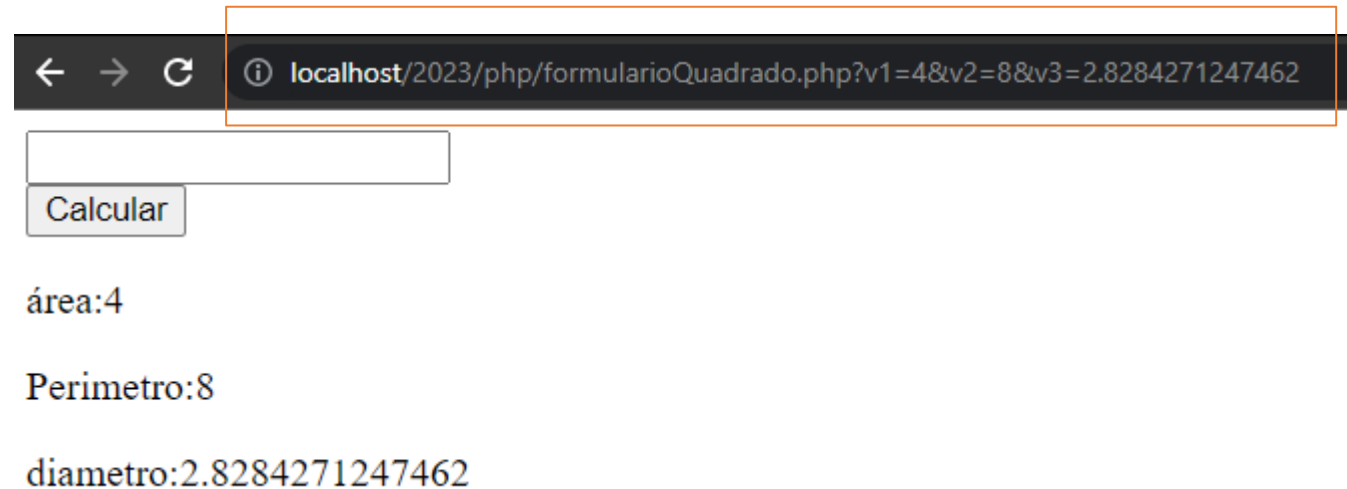 localhost/2023/php/formularioQuadrado.php?v1=4&v2=8&v3=2.8284271247462
Calcular
área:4
Perimetro:8
diametro:2.8284271247462